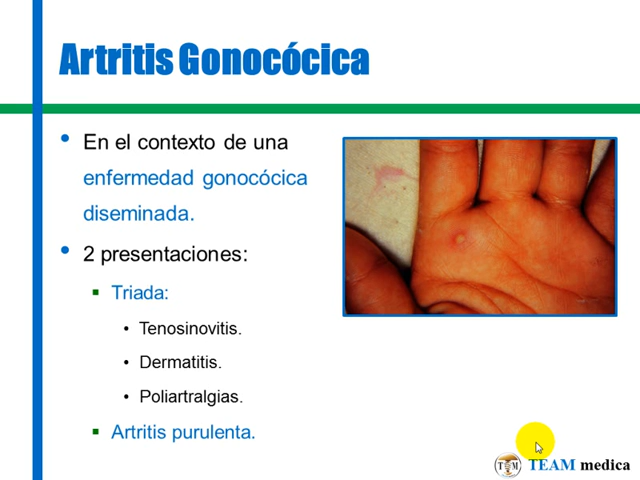 Artritis Gonocócica
• En el contexto de una
enfermedad gonocócica
diseminada.
• 2 presentaciones:
▪ Triada:
• Tenosinovitis.
• Dermatitis.
• Poliartralgias.
▪ Artritis purulenta.
TEAM medica